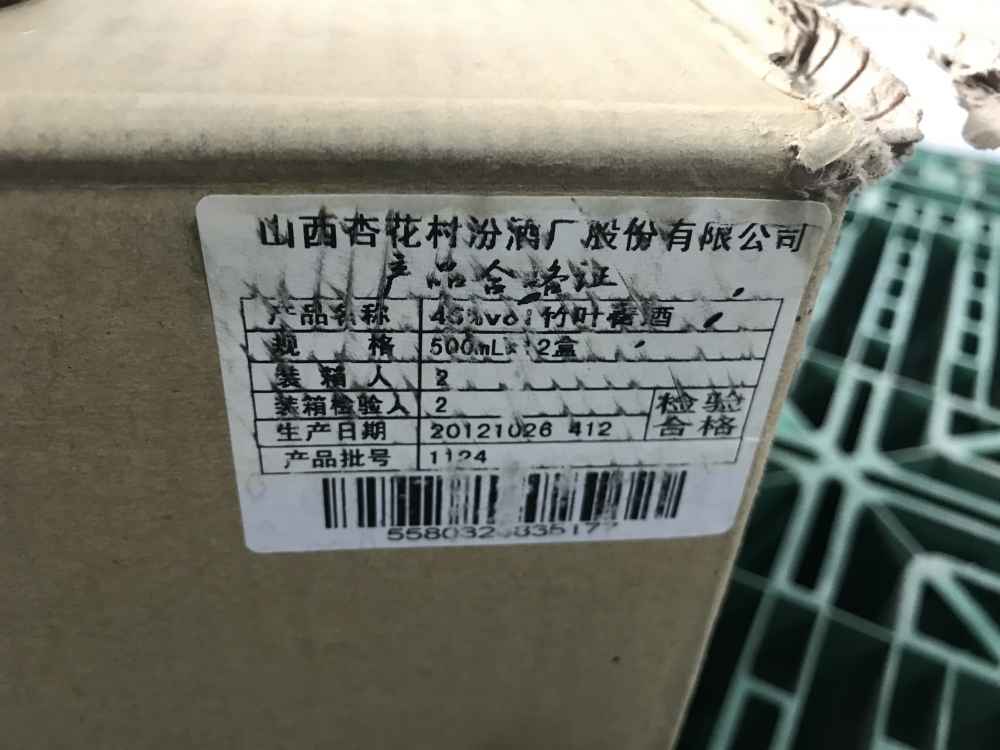 山西杏花村汾酒厂股份有限公司
产品合格证
产品名称 竹叶青酒
规 格 500mL×12盒
装箱人 2
装箱检验人 2 检验
生产日期 20121026 412 合格
产品批号 1124